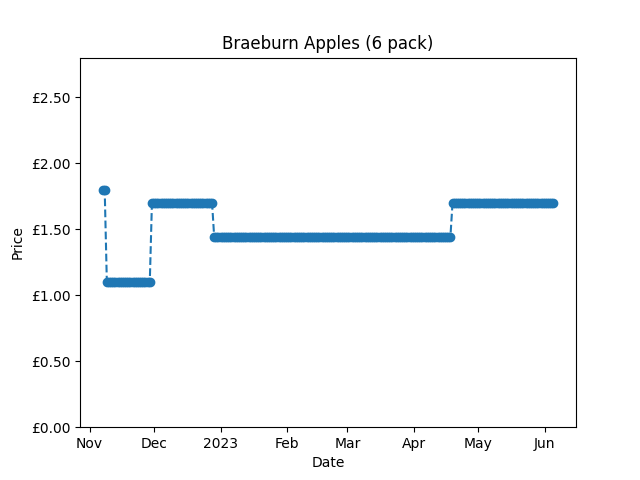 Braeburn Apples (6 pack)
£2.50
£2.00
£1.50
£1.00
£0.50
£0.00
Price
Nov Dec 2023 Feb Mar Apr May Jun
Date